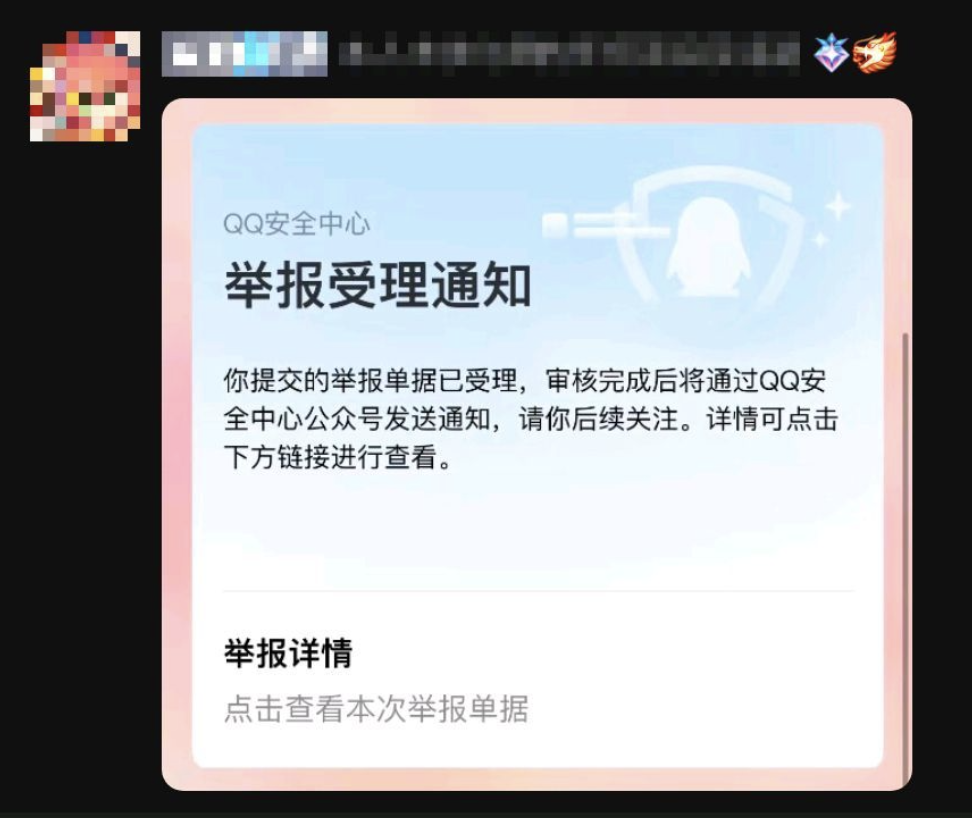 QQ安全中心
举报受理通知
你提交的举报单据已受理，审核完成后将通过QQ安
全中心公众号发送通知，请你后续关注。详情可点击
下方链接进行查看。
举报详情
点击查看本次举报单据